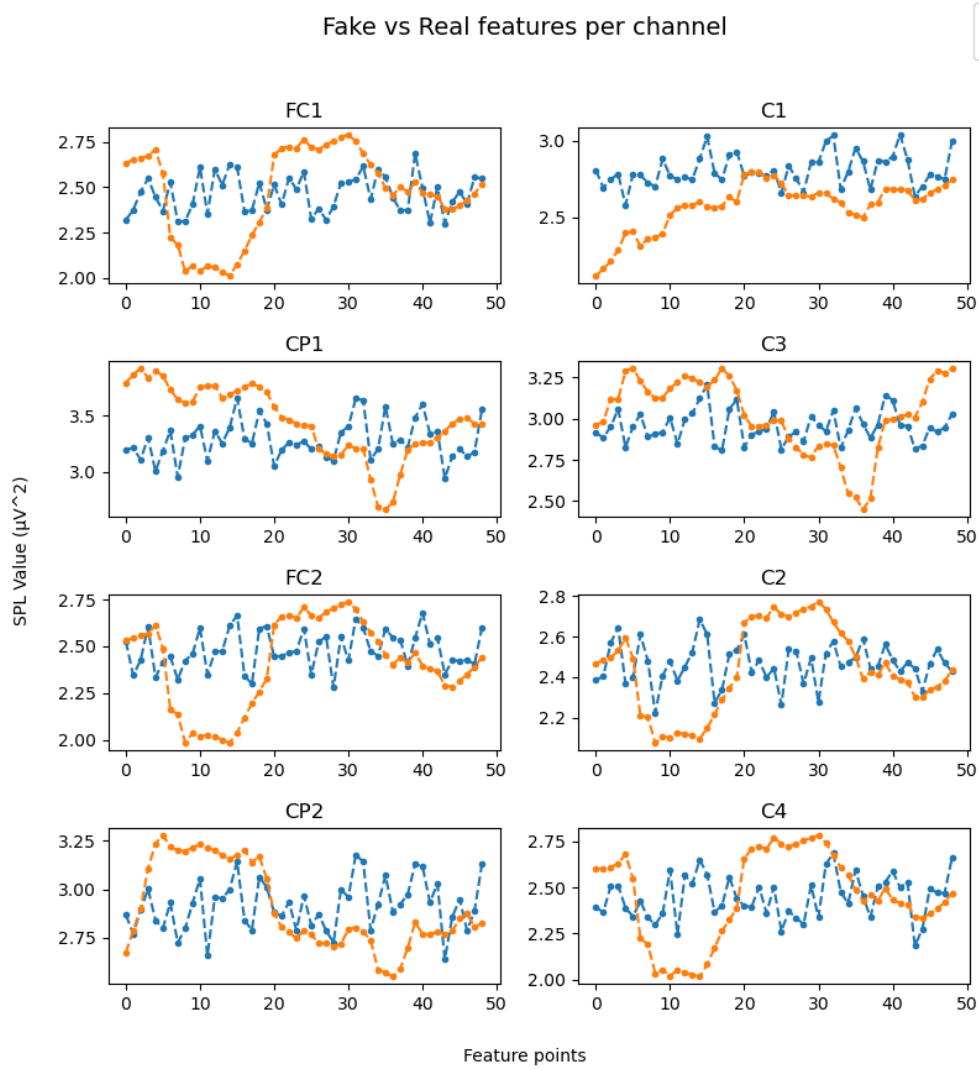 Fake vs Real features per channel
FC1
C1
2.75
2.50
2.25
2.00
3.0
2.5
0 10 20 30 40 50
0 10 20 30 40 50
CP1
C3
3.5
3.0
3.25
3.00
2.75
2.50
0 10 20 30 40 50
0 10 20 30 40 50
SPL Value (μV^2)
FC2
C2
2.75
2.50
2.25
2.00
2.8
2.6
2.4
2.2
0 10 20 30 40 50
0 10 20 30 40 50
CP2
C4
3.25
3.00
2.75
2.75
2.50
2.25
2.00
0 10 20 30 40 50
0 10 20 30 40 50
Feature points